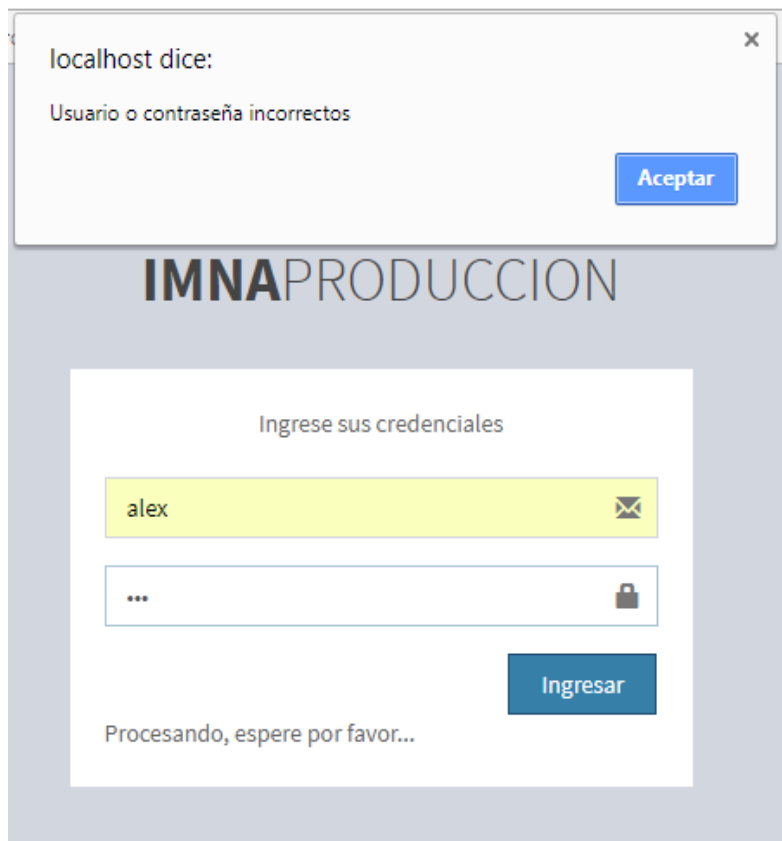 localhost dice:
Usuario o contraseña incorrectos
Aceptar
IMNAPRODUCCION
Ingrese sus credenciales
alex
•••
Ingresar
Procesando, espere por favor...